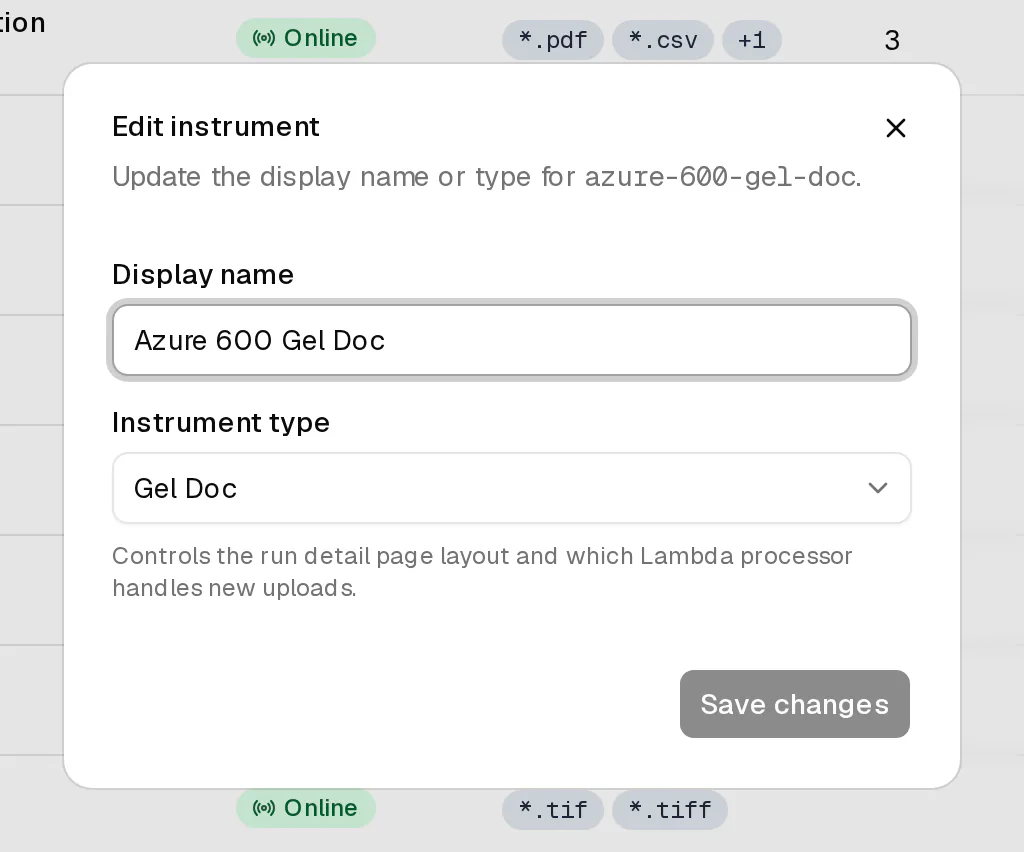 tion
Online *.pdf *.csv +1 3
Edit instrument
Update the display name or type for azure-600-gel-doc.
Display name
Azure 600 Gel Doc
Instrument type
Gel Doc
Controls the run detail page layout and which Lambda processor
handles new uploads.
Save changes
Online *.tif *.tiff